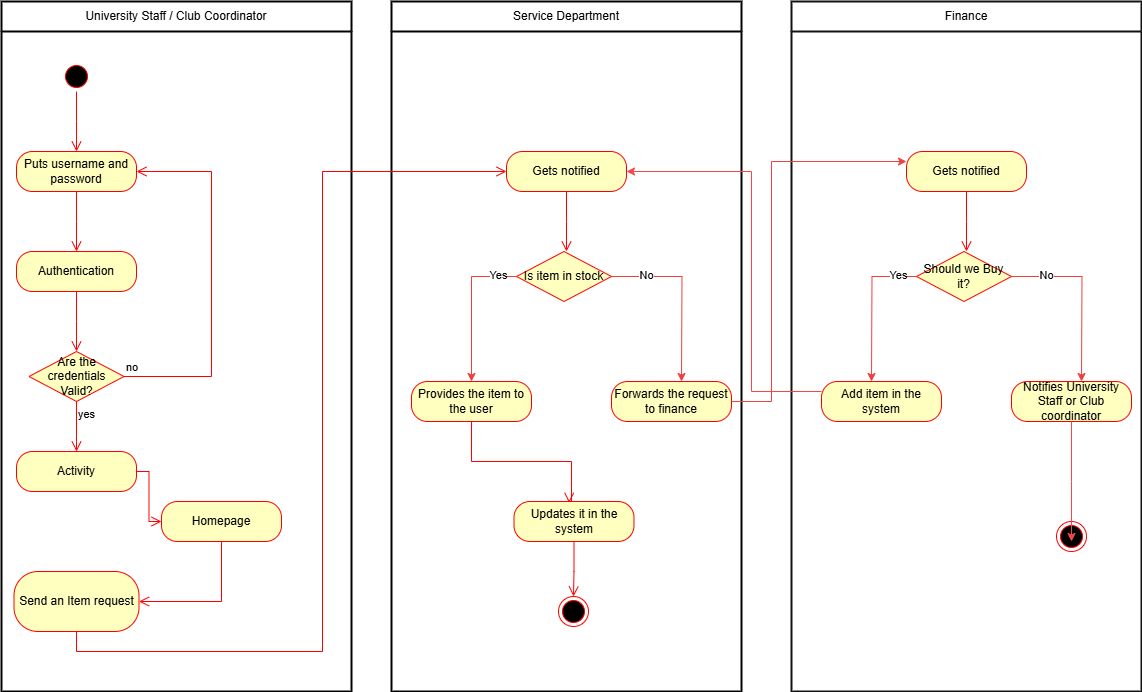 University Staff / Club Coordinator
Service Department
Finance
Puts username and
password
Authentication
Are the
credentials
Valid?
no
yes
Activity
Homepage
Send an Item request
Gets notified
Is item in stock
Yes
No
Provides the item to
the user
Forwards the request
to finance
Updates it in the
system
Gets notified
Should we Buy
it?
Yes
No
Add item in the
system
Notifies University
Staff or Club
coordinator